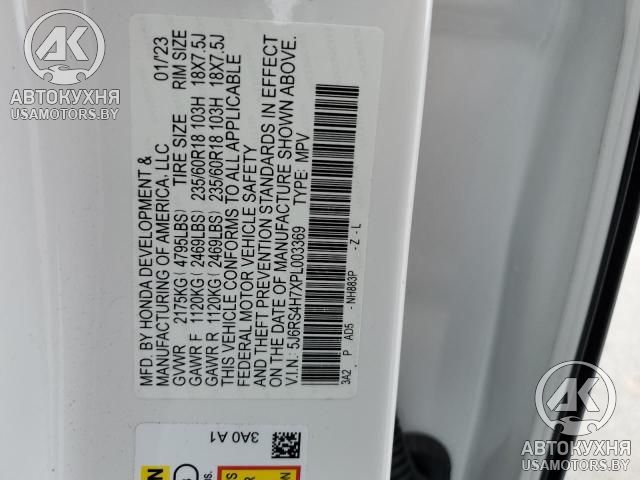 MFD. BY HONDA DEVELOPMENT &
MANUFACTURING OF AMERICA, LLC 01/23
GVWR 2175KG ( 4795LBS) TIRE SIZE RIM SIZE
GAWR F 1120KG ( 2469LBS) 235/60R18 103H 18X7.5J
GAWR R 1120KG ( 2469LBS) 235/60R18 103H 18X7.5J
THIS VEHICLE CONFORMS TO ALL APPLICABLE
FEDERAL MOTOR VEHICLE SAFETY
AND THEFT PREVENTION STANDARDS IN EFFECT
ON THE DATE OF MANUFACTURE SHOWN ABOVE.
V.I.N.: 5J6RS4H7XPL003369 TYPE: MPV
3A2 P AD5 - NH883P - Z - L
3A0 A1
AK
АВТОКУХНЯ
USAMOTORS.BY
AK
АВТОКУХНЯ
USAMOTORS.BY